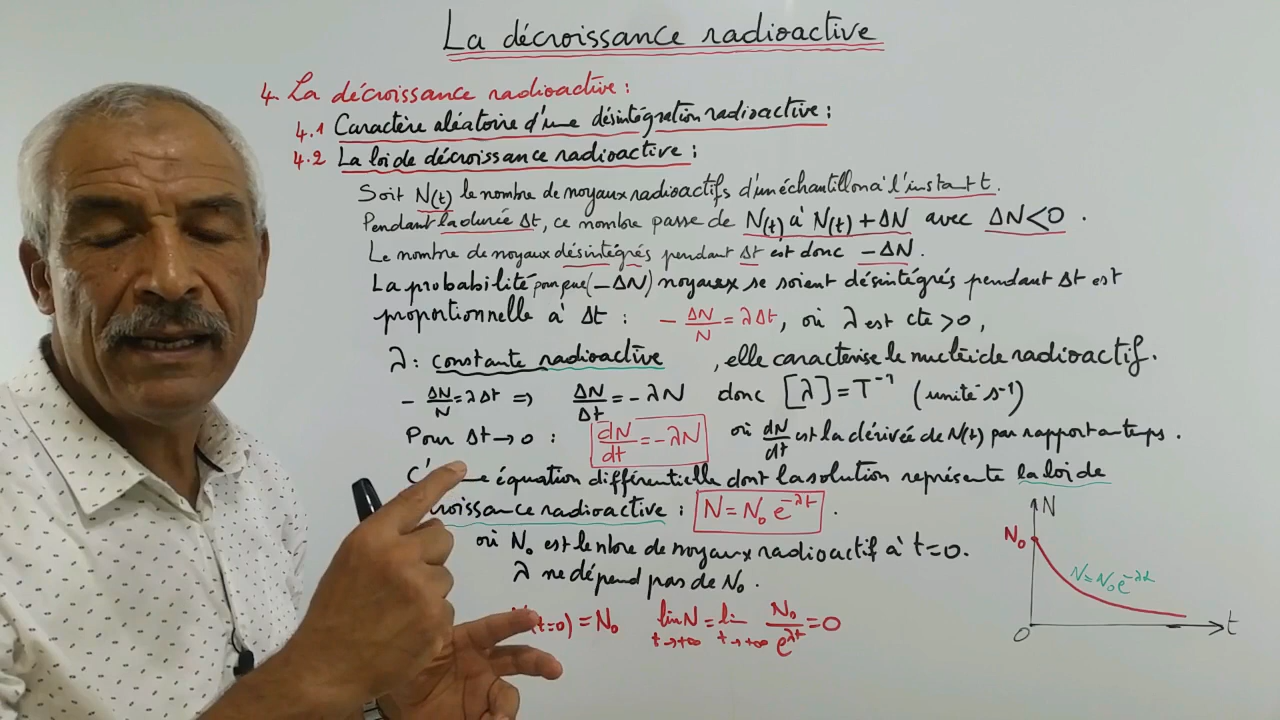 La décroissance radioactive
4. La décroissance radioactive :
4.1 Caractère aléatoire d'une désintégration radioactive :
4.2 La loi de décroissance radioactive :
Soit N(t) le nombre de noyaux radioactifs d'un échantillon à l'instant t.
Pendant la durée Δt, ce nombre passe de N(t) à N(t) + ΔN avec ΔN<0 .
Le nombre de noyaux désintégrés pendant Δt est donc -ΔN.
La probabilité pour que (-ΔN) noyaux se soient désintégrés pendant Δt est
proportionnelle à Δt : - ΔN/N = λΔt, où λ est cte >0 ,
λ : constante radioactive , elle caractérise le nucléide radioactif.
- ΔN/N = λΔt => ΔN/Δt = -λN donc [λ] = T⁻¹ (unité s⁻¹)
Pour Δt → 0 : dN/dt = -λN où dN/dt est la dérivée de N(t) par rapport au temps .
C' équation différentielle dont la solution représente la loi de
roissance radioactive : N = N₀ e^-λt .
où N₀ est le nbre de noyaux radioactif à t=0.
λ ne dépend pas de N₀ .
(t=0) = N₀ lim N = lim N₀/e^λt = 0
t→+∞ t→+∞
N
N₀
N=N₀e^-λt
O t